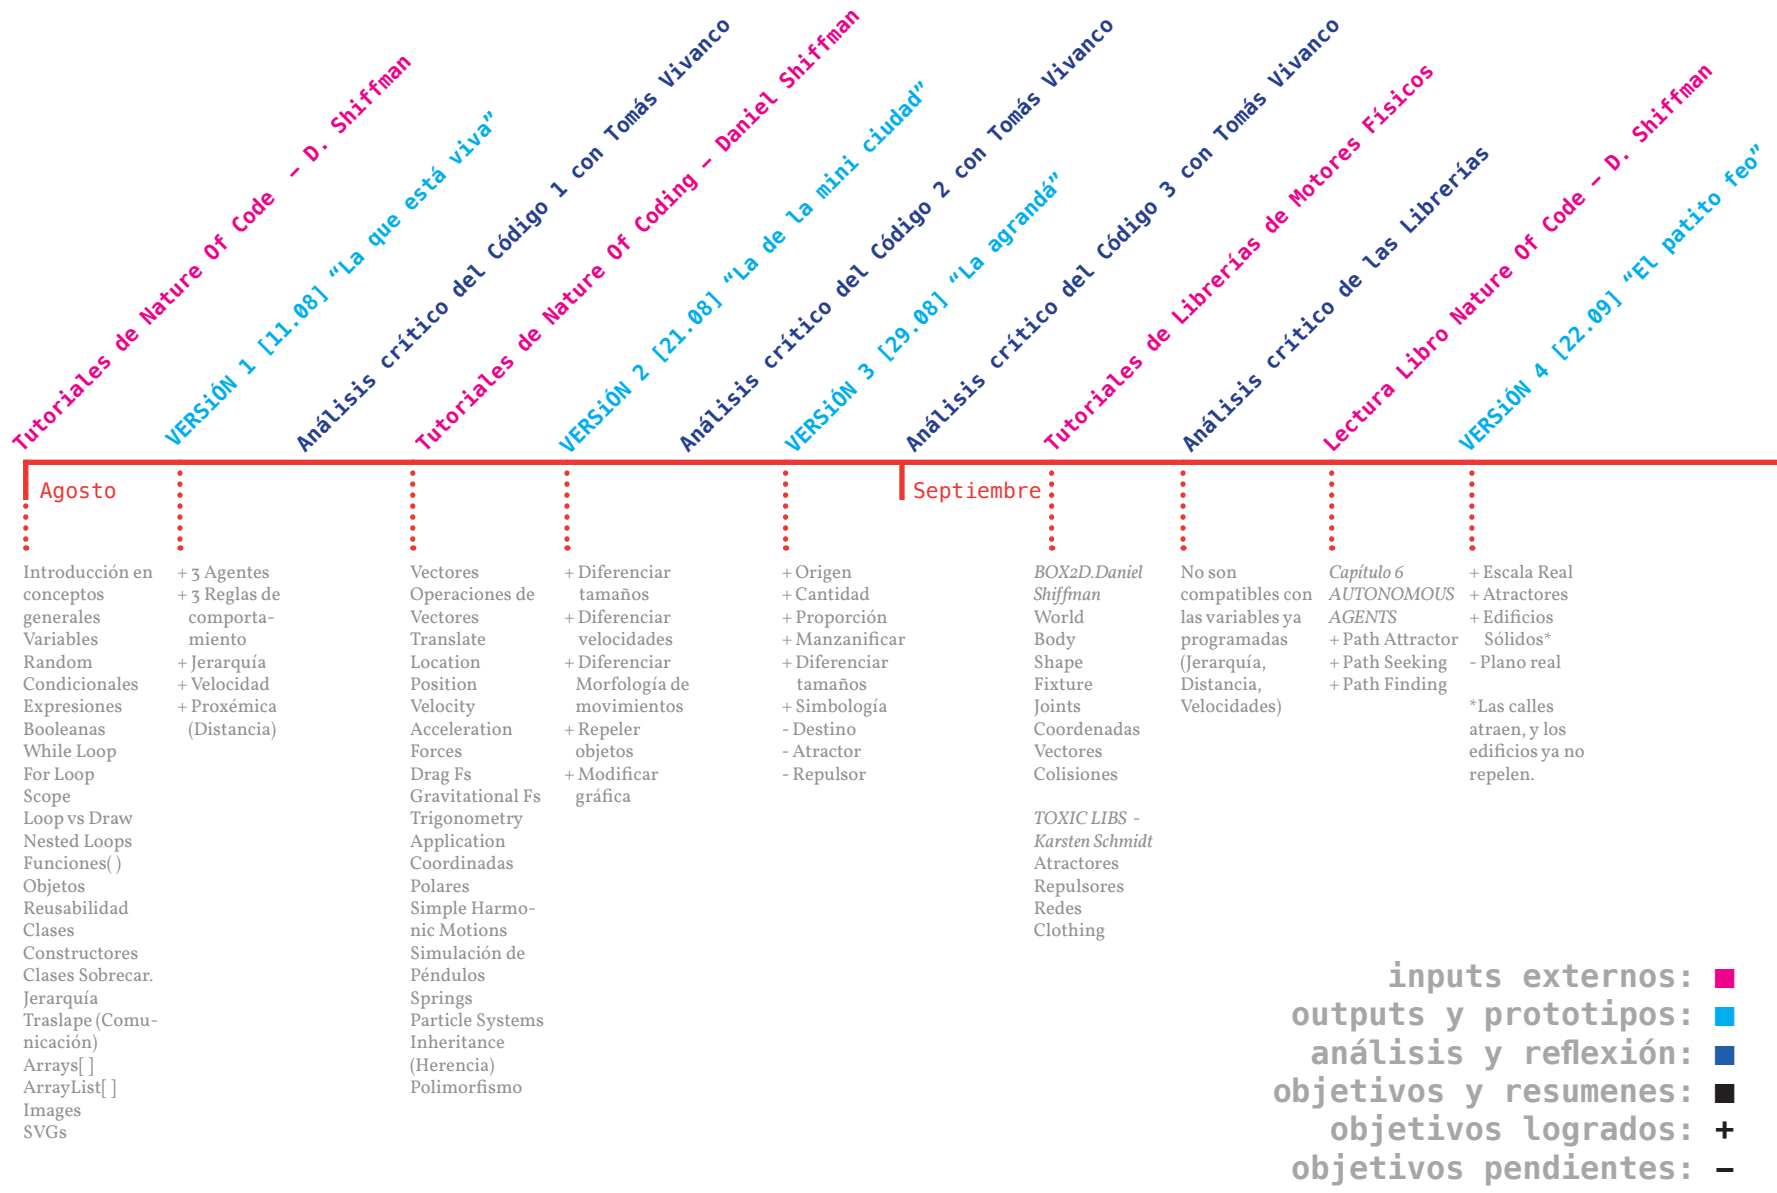 Tutoriales de Nature Of Code – D. Shiffman
VERSiÓN 1 [11.08] “La que está viva”
Análisis crítico del Código 1 con Tomás Vivanco
Tutoriales de Nature Of Coding – Daniel Shiffman
VERSiÓN 2 [21.08] “La de la mini ciudad”
Análisis crítico del Código 2 con Tomás Vivanco
VERSiÓN 3 [29.08] “La agrandá”
Análisis crítico del Código 3 con Tomás Vivanco
Tutoriales de Librerías de Motores Físicos
Análisis crítico de las Librerías
Lectura Libro Nature Of Code – D. Shiffman
VERSiÓN 4 [22.09] “El patito feo”
Agosto
Septiembre
Introducción en
conceptos
generales
Variables
Random
Condicionales
Expresiones
Booleanas
While Loop
For Loop
Scope
Loop vs Draw
Nested Loops
Funciones( )
Objetos
Reusabilidad
Clases
Constructores
Clases Sobrecar.
Jerarquía
Traslape (Comu-
nicación)
Arrays[ ]
ArrayList[ ]
Images
SVGs
+ 3 Agentes
+ 3 Reglas de
comporta-
miento
+ Jerarquía
+ Velocidad
+ Proxémica
(Distancia)
Vectores
Operaciones de
Vectores
Translate
Location
Position
Velocity
Acceleration
Forces
Drag Fs
Gravitational Fs
Trigonometry
Application
Coordinadas
Polares
Simple Harmo-
nic Motions
Simulación de
Péndulos
Springs
Particle Systems
Inheritance
(Herencia)
Polimorfismo
+ Diferenciar
tamaños
+ Diferenciar
velocidades
+ Diferenciar
Morfología de
movimientos
+ Repeler
objetos
+ Modificar
gráfica
+ Origen
+ Cantidad
+ Proporción
+ Manzanificar
+ Diferenciar
tamaños
+ Simbología
- Destino
- Atractor
- Repulsor
BOX2D.Daniel
Shiffman
World
Body
Shape
Fixture
Joints
Coordenadas
Vectores
Colisiones
TOXIC LIBS -
Karsten Schmidt
Atractores
Repulsores
Redes
Clothing
No son
compatibles con
las variables ya
programadas
(Jerarquía,
Distancia,
Velocidades)
Capítulo 6
AUTONOMOUS
AGENTS
+ Path Attractor
+ Path Seeking
+ Path Finding
+ Escala Real
+ Atractores
+ Edificios
Sólidos*
- Plano real
*Las calles
atraen, y los
edificios ya no
repelen.
inputs externos:
outputs y prototipos:
análisis y reflexión:
objetivos y resumenes:
objetivos logrados: +
objetivos pendientes: –